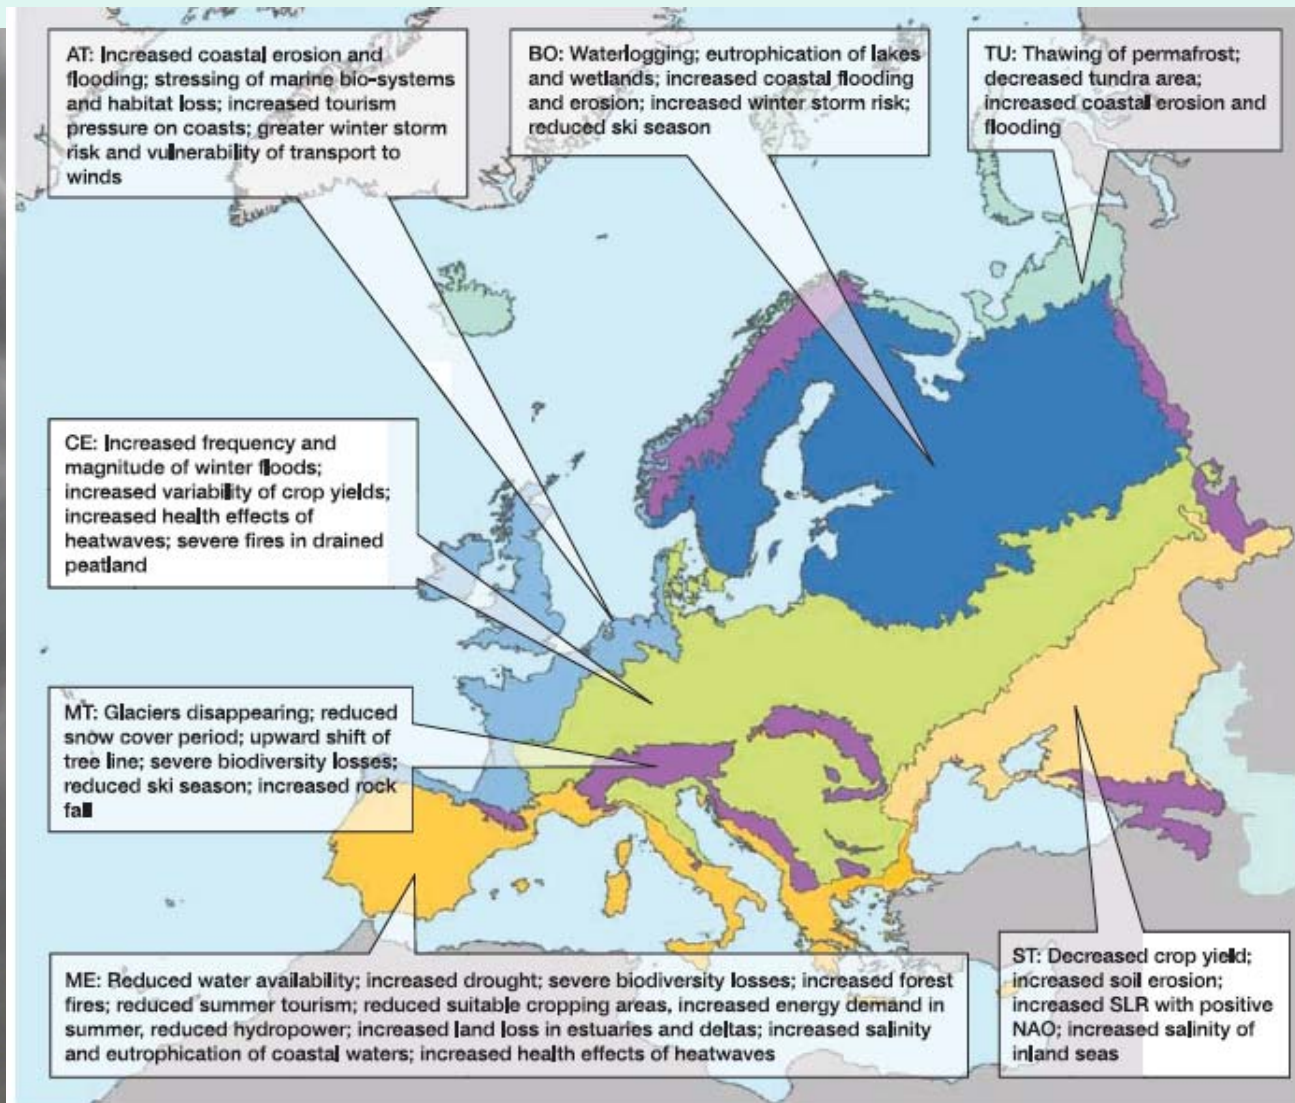 AT: Increased coastal erosion and
flooding; stressing of marine bio-systems
and habitat loss; increased tourism
pressure on coasts; greater winter storm
risk and vulnerability of transport to
winds
BO: Waterlogging; eutrophication of lakes
and wetlands; increased coastal flooding
and erosion; increased winter storm risk;
reduced ski season
TU: Thawing of permafrost;
decreased tundra area;
increased coastal erosion and
flooding
CE: Increased frequency and
magnitude of winter floods;
increased variability of crop yields;
increased health effects of
heatwaves; severe fires in drained
peatland
MT: Glaciers disappearing; reduced
snow cover period; upward shift of
tree line; severe biodiversity losses;
reduced ski season; increased rock
fall
ME: Reduced water availability; increased drought; severe biodiversity losses; increased forest
fires; reduced summer tourism; reduced suitable cropping areas, increased energy demand in
summer, reduced hydropower; increased land loss in estuaries and deltas; increased salinity
and eutrophication of coastal waters; increased health effects of heatwaves
ST: Decreased crop yield;
increased soil erosion;
increased SLR with positive
NAO; increased salinity of
inland seas